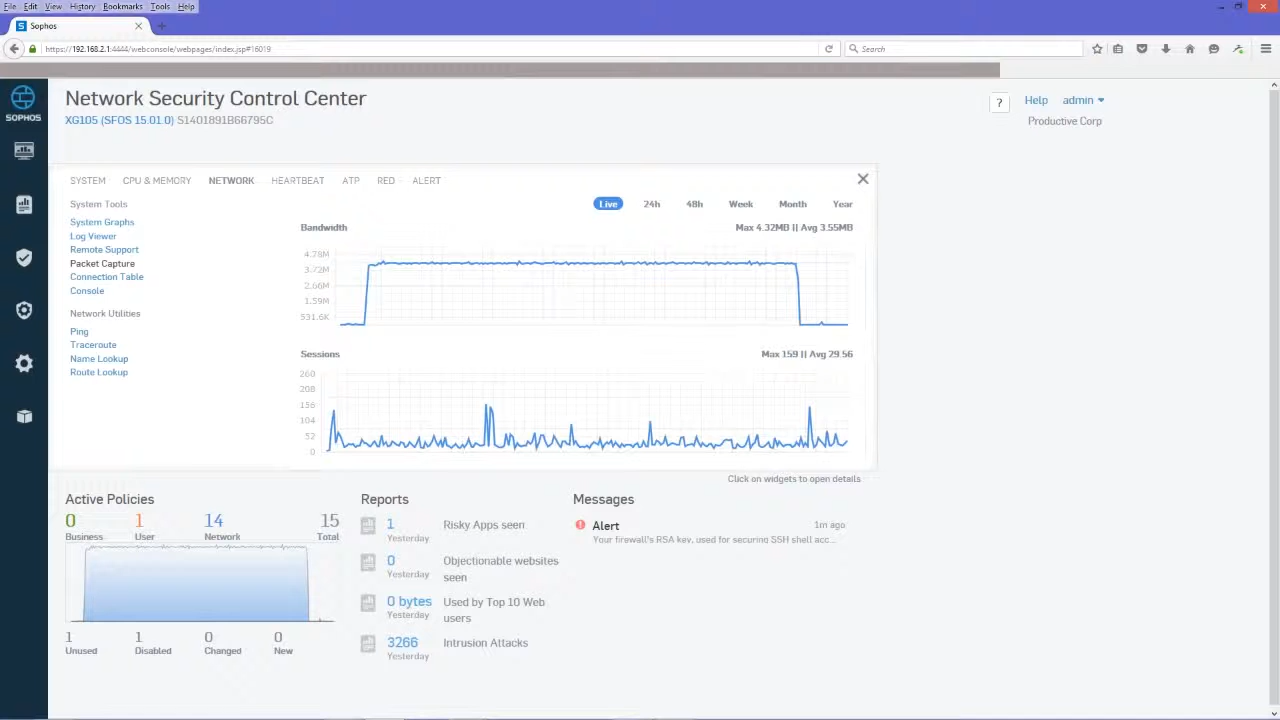 File Edit View History Bookmarks Tools Help
Sophos
https://192.168.2.1:4444/webconsole/webpages/index.jsp#16019
Search
SOPHOS
Network Security Control Center
XG105 (SFOS 15.01.0) S1401891B66795C
? Help admin
Productive Corp
SYSTEM CPU & MEMORY NETWORK HEARTBEAT ATP RED ALERT
System Tools
System Graphs
Log Viewer
Remote Support
Packet Capture
Connection Table
Console
Network Utilities
Ping
Traceroute
Name Lookup
Route Lookup
Live 24h 48h Week Month Year
Bandwidth Max 4.32MB || Avg 3.55MB
4.78M
3.72M
2.66M
1.59M
531.6K
Sessions Max 159 || Avg 29.56
260
208
156
104
52
0
Click on widgets to open details
Active Policies
0 1 14 15
Business User Network Total
1 1 0 0
Unused Disabled Changed New
Reports
1 Risky Apps seen
Yesterday
0 Objectionable websites
Yesterday seen
0 bytes Used by Top 10 Web
Yesterday users
3266 Intrusion Attacks
Yesterday
Messages
Alert 1m ago
Your firewall's RSA key, used for securing SSH shell acc...